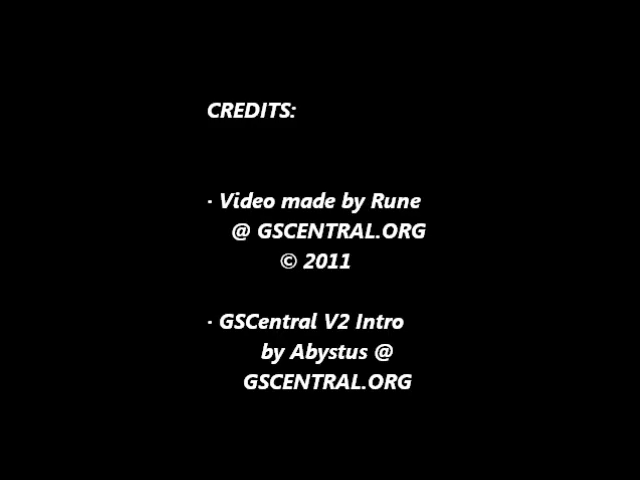 CREDITS:
· Video made by Rune
@ GSCENTRAL.ORG
© 2011
· GSCentral V2 Intro
by Abystus @
GSCENTRAL.ORG